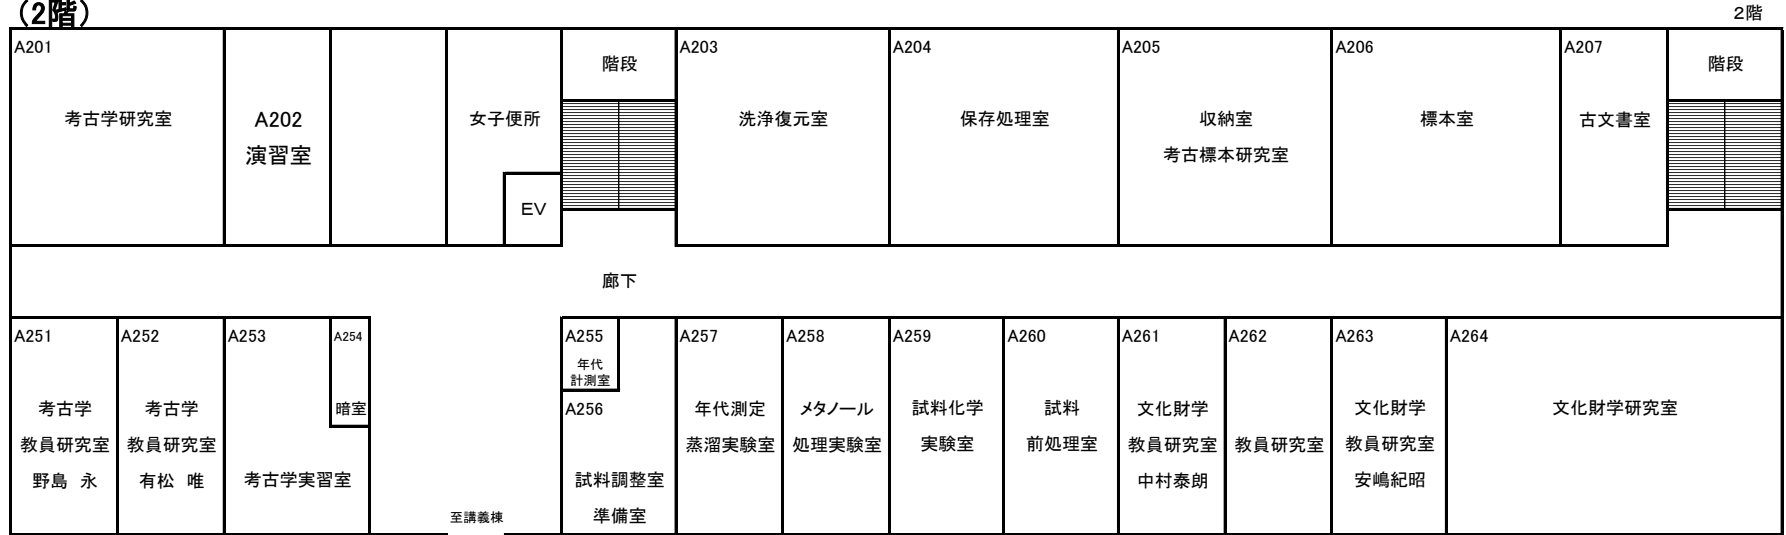 (2階)
2階
A201
考古学研究室
A202
演習室
女子便所
EV
階段
A203
洗浄復元室
A204
保存処理室
A205
収納室
考古標本研究室
A206
標本室
A207
古文書室
階段
廊下
A251
考古学
教員研究室
野島 永
A252
考古学
教員研究室
有松 唯
A253
考古学実習室
A254
暗室
至講義棟
A255
年代
計測室
A256
試料調整室
準備室
A257
年代測定
蒸溜実験室
A258
メタノール
処理実験室
A259
試料化学
実験室
A260
試料
前処理室
A261
文化財学
教員研究室
中村泰朗
A262
教員研究室
A263
文化財学
教員研究室
安嶋紀昭
A264
文化財学研究室